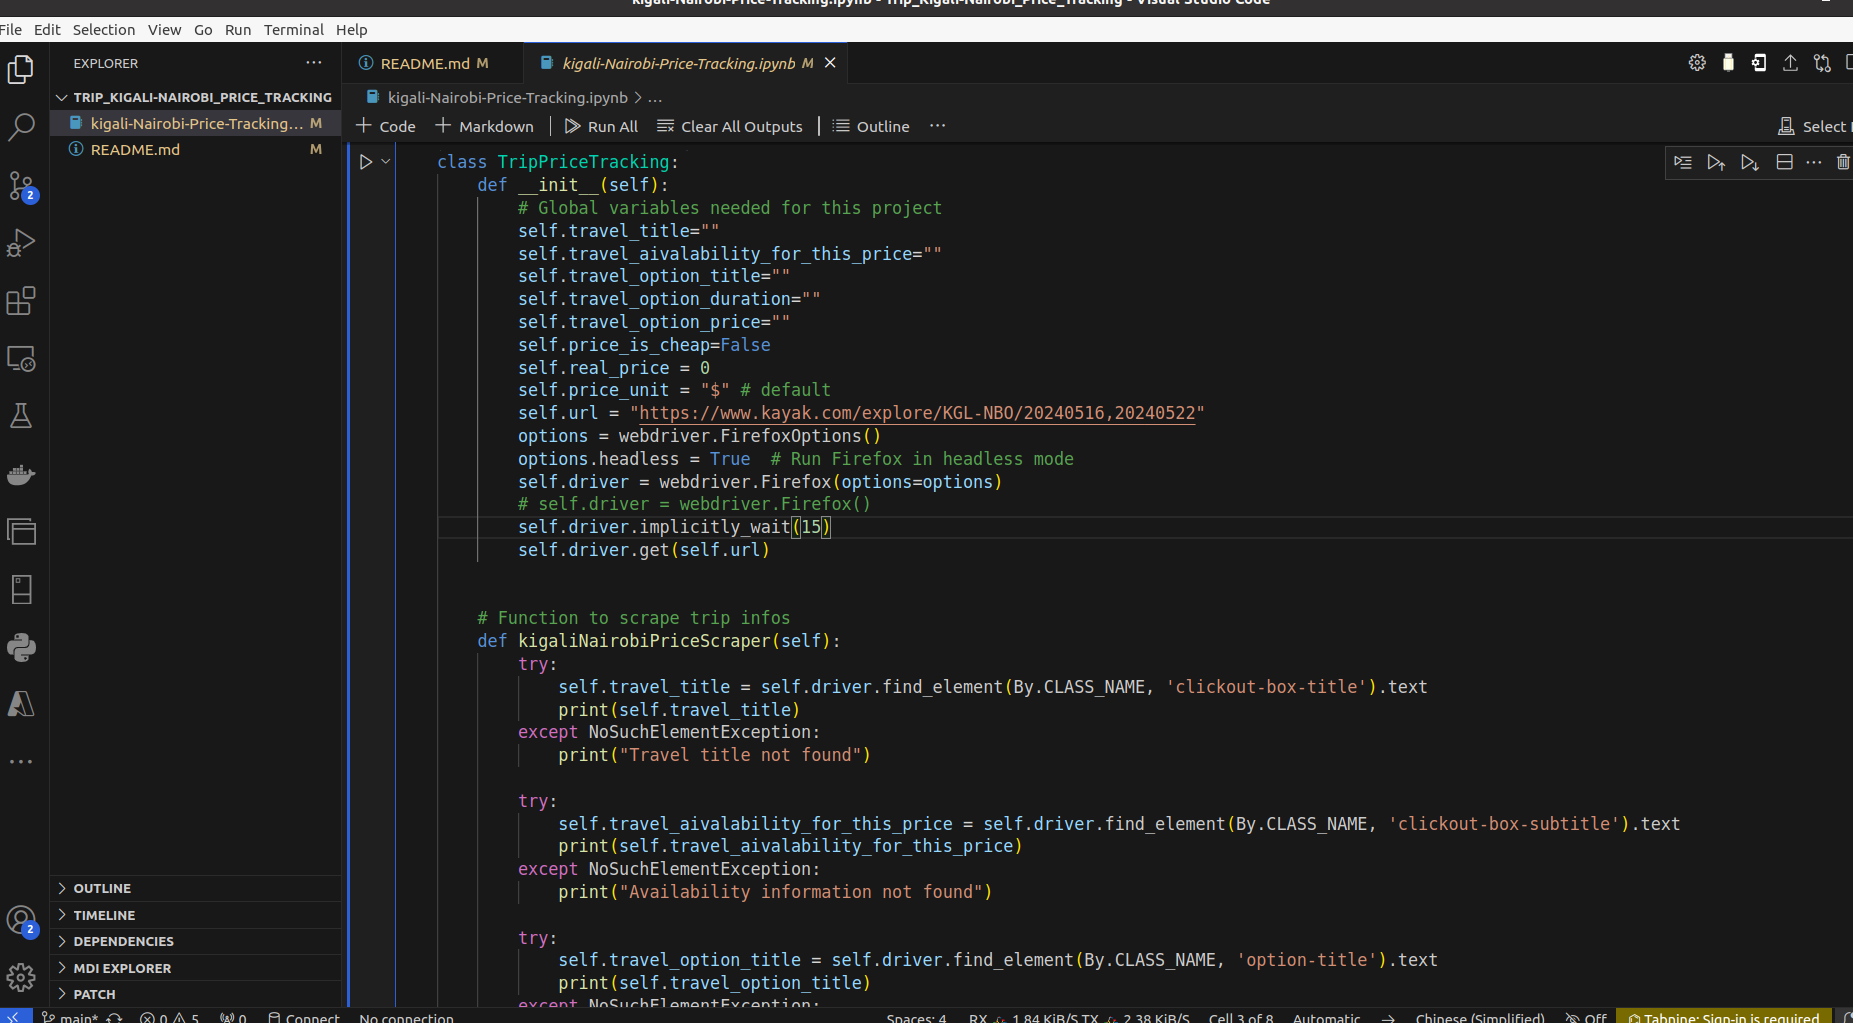 kigali-Nairobi-Price-Tracking.ipynb - Trip_Kigali-Nairobi_Price_Tracking - Visual Studio Code
File Edit Selection View Go Run Terminal Help
EXPLORER ...
TRIP_KIGALI-NAIROBI_PRICE_TRACKING
kigali-Nairobi-Price-Tracking... M
README.md M
README.md M
kigali-Nairobi-Price-Tracking.ipynb M
kigali-Nairobi-Price-Tracking.ipynb > ...
+ Code + Markdown | Run All Clear All Outputs | Outline ...
Select
class TripPriceTracking:
def __init__(self):
# Global variables needed for this project
self.travel_title=""
self.travel_aivalability_for_this_price=""
self.travel_option_title=""
self.travel_option_duration=""
self.travel_option_price=""
self.price_is_cheap=False
self.real_price = 0
self.price_unit = "$" # default
self.url = "https://www.kayak.com/explore/KGL-NBO/20240516,20240522"
options = webdriver.FirefoxOptions()
options.headless = True  # Run Firefox in headless mode
self.driver = webdriver.Firefox(options=options)
# self.driver = webdriver.Firefox()
self.driver.implicitly_wait(15)
self.driver.get(self.url)
# Function to scrape trip infos
def kigaliNairobiPriceScraper(self):
try:
self.travel_title = self.driver.find_element(By.CLASS_NAME, 'clickout-box-title').text
print(self.travel_title)
except NoSuchElementException:
print("Travel title not found")
try:
self.travel_aivalability_for_this_price = self.driver.find_element(By.CLASS_NAME, 'clickout-box-subtitle').text
print(self.travel_aivalability_for_this_price)
except NoSuchElementException:
print("Availability information not found")
try:
self.travel_option_title = self.driver.find_element(By.CLASS_NAME, 'option-title').text
print(self.travel_option_title)
except NoSuchElementException:
2
2
OUTLINE
TIMELINE
DEPENDENCIES
MDI EXPLORER
PATCH
main* 0 5 0 Connect No connection Spaces: 4 RX 1.84 KiB/S TX 2.38 KiB/S Cell 3 of 8 Automatic Chinese (Simplified) Off Tabnine: Sign-in is required